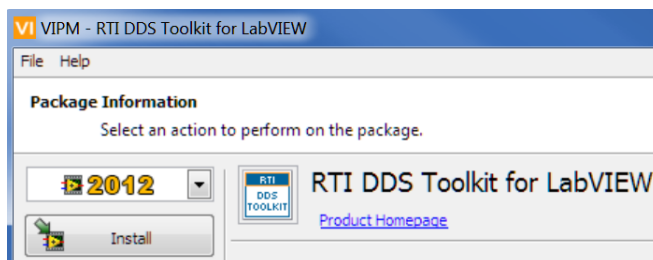 VI VIPM - RTI DDS Toolkit for LabVIEW
File Help
Package Information
Select an action to perform on the package.
2012
RTI
DDS
TOOLKIT
RTI DDS Toolkit for LabVIEW
Product Homepage
Install